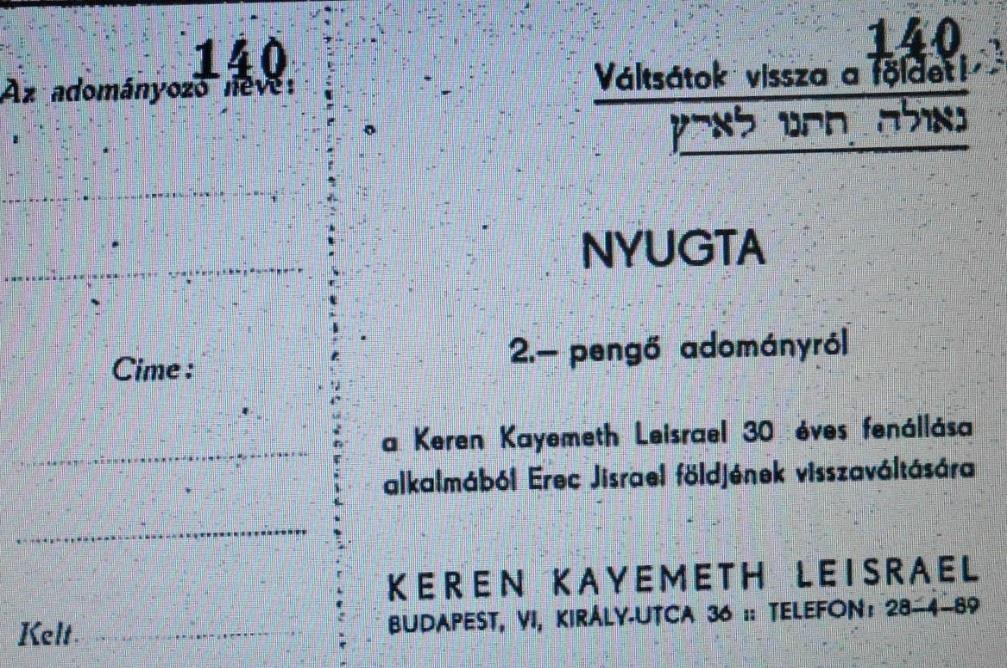 140
Az adományozó neve:
Cime:
Kelt
140
Váltsátok vissza a földet!
גאולה תתנו לארץ
NYUGTA
2.— pengő adományról
a Keren Kayemeth Leisrael 30 éves fenállása
alkalmából Erec Jisrael földjének visszaváltására
KEREN KAYEMETH LEISRAEL
BUDAPEST, VI, KIRÁLY-UTCA 36 :: TELEFON: 28—4—89